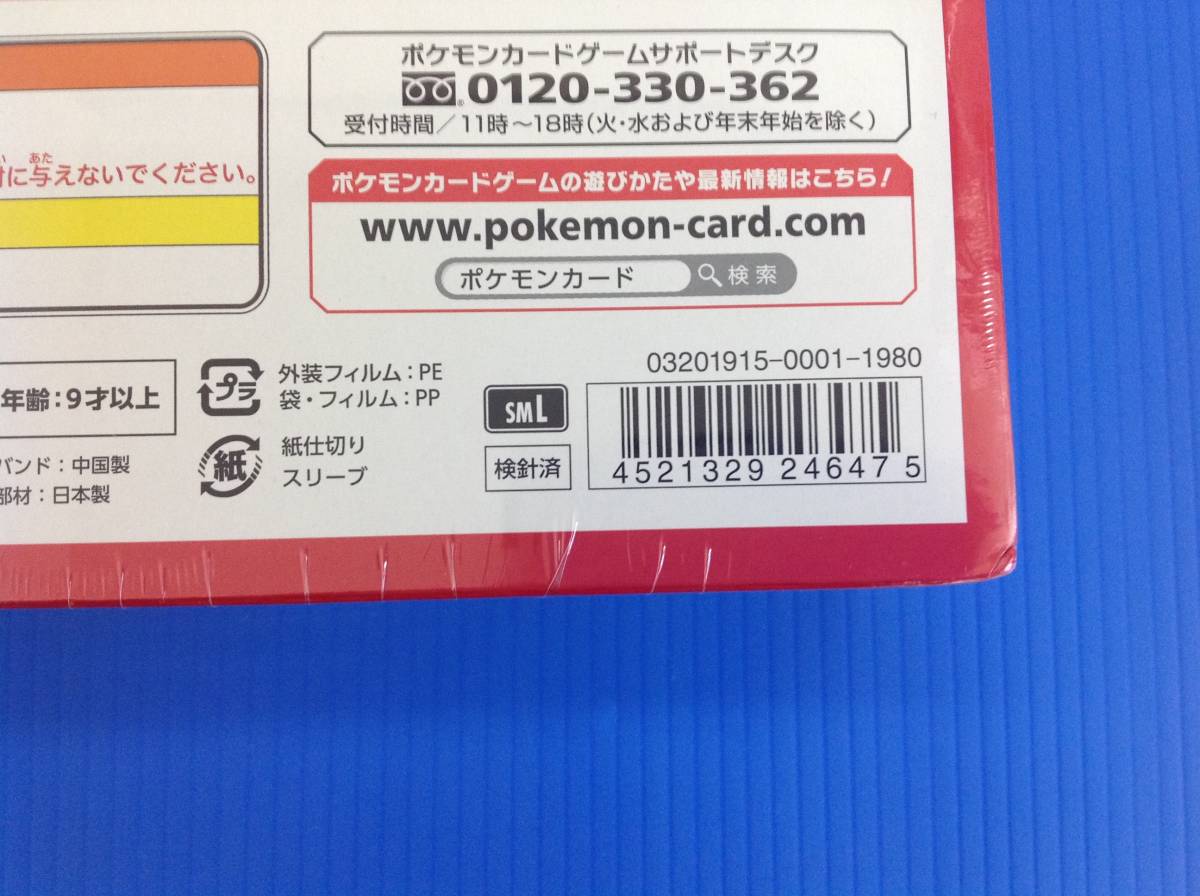 ポケモンカードゲームサポートデスク
0120-330-362
受付時間/11時～18時(火・水および年末年始を除く)
あた
に与えないでください。
ポケモンカードゲームの遊びかたや最新情報はこちら!
www.pokemon-card.com
ポケモンカード 検索
年齢:9才以上
バンド:中国製
部材:日本製
プラ
外装フィルム:PE
袋・フィルム:PP
紙
紙仕切り
スリーブ
SML
検針済
03201915-0001-1980
4521329 246475